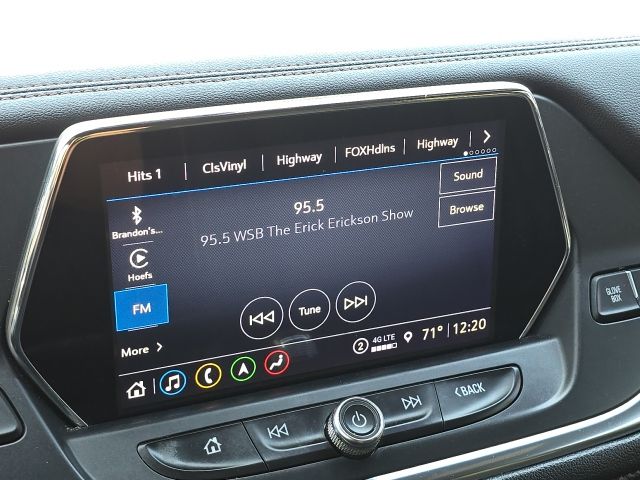 Hits 1
ClsVinyl
Highway
FOXHdlns
Highway
Sound
Browse
Brandon's...
Hoefs
FM
More
95.5
95.5 WSB The Erick Erickson Show
Tune
2 4G LTE 71° 12:20
BACK
GLOVE
BOX